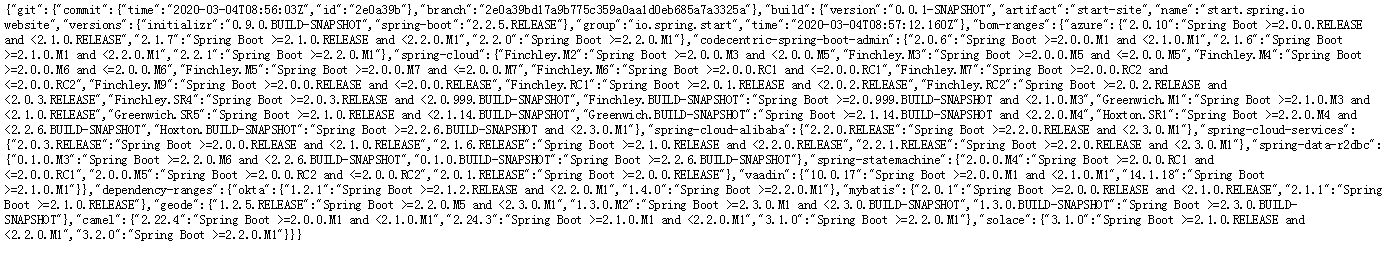 {"git":{"commit":{"time":"2020-03-04T08:56:03Z","id":"2e0a39b"},"branch":"2e0a39bd17a9b775c359a0aa1d0eb685a7a3325a"},"build":{"version":"0.0.1-SNAPSHOT","artifact":"start-site","name":"start.spring.io
website","versions":{"initializr":"0.9.0.BUILD-SNAPSHOT","spring-boot":"2.2.5.RELEASE"},"group":"io.spring.start","time":"2020-03-04T08:57:12.160Z"},"bom-ranges":{"azure":{"2.0.10":"Spring Boot >=2.0.0.RELEASE
and <2.1.0.RELEASE","2.1.7":"Spring Boot >=2.1.0.RELEASE and <2.2.0.M1","2.2.0":"Spring Boot >=2.2.0.M1"},"codecentric-spring-boot-admin":{"2.0.6":"Spring Boot >=2.0.0.M1 and <2.1.0.M1","2.1.6":"Spring Boot
>=2.1.0.M1 and <2.2.0.M1","2.2.1":"Spring Boot >=2.2.0.M1"},"spring-cloud":{"Finchley.M2":"Spring Boot >=2.0.0.M3 and <2.0.0.M5","Finchley.M3":"Spring Boot >=2.0.0.M5 and <=2.0.0.M5","Finchley.M4":"Spring Boot
>=2.0.0.M6 and <=2.0.0.M6","Finchley.M5":"Spring Boot >=2.0.0.M7 and <=2.0.0.M7","Finchley.M6":"Spring Boot >=2.0.0.RC1 and <=2.0.0.RC1","Finchley.M7":"Spring Boot >=2.0.0.RC2 and
<=2.0.0.RC2","Finchley.M9":"Spring Boot >=2.0.0.RELEASE and <=2.0.0.RELEASE","Finchley.RC1":"Spring Boot >=2.0.1.RELEASE and <2.0.2.RELEASE","Finchley.RC2":"Spring Boot >=2.0.2.RELEASE and
<2.0.3.RELEASE","Finchley.SR4":"Spring Boot >=2.0.3.RELEASE and <2.0.999.BUILD-SNAPSHOT","Finchley.BUILD-SNAPSHOT":"Spring Boot >=2.0.999.BUILD-SNAPSHOT and <2.1.0.M3","Greenwich.M1":"Spring Boot >=2.1.0.M3 and
<2.1.0.RELEASE","Greenwich.SR5":"Spring Boot >=2.1.0.RELEASE and <2.1.14.BUILD-SNAPSHOT","Greenwich.BUILD-SNAPSHOT":"Spring Boot >=2.1.14.BUILD-SNAPSHOT and <2.2.0.M4","Hoxton.SR1":"Spring Boot >=2.2.0.M4 and
<2.2.6.BUILD-SNAPSHOT","Hoxton.BUILD-SNAPSHOT":"Spring Boot >=2.2.6.BUILD-SNAPSHOT and <2.3.0.M1"},"spring-cloud-alibaba":{"2.2.0.RELEASE":"Spring Boot >=2.2.0.RELEASE and <2.3.0.M1"},"spring-cloud-services":
{"2.0.3.RELEASE":"Spring Boot >=2.0.0.RELEASE and <2.1.0.RELEASE","2.1.6.RELEASE":"Spring Boot >=2.1.0.RELEASE and <2.2.0.RELEASE","2.2.1.RELEASE":"Spring Boot >=2.2.0.RELEASE and <2.3.0.M1"},"spring-data-r2dbc":
{"0.1.0.M3":"Spring Boot >=2.2.0.M6 and <2.2.6.BUILD-SNAPSHOT","0.1.0.BUILD-SNAPSHOT":"Spring Boot >=2.2.6.BUILD-SNAPSHOT"},"spring-statemachine":{"2.0.0.M4":"Spring Boot >=2.0.0.RC1 and
<=2.0.0.RC1","2.0.0.M5":"Spring Boot >=2.0.0.RC2 and <=2.0.0.RC2","2.0.1.RELEASE":"Spring Boot >=2.0.0.RELEASE"},"vaadin":{"10.0.17":"Spring Boot >=2.0.0.M1 and <2.1.0.M1","14.1.18":"Spring Boot
>=2.1.0.M1"}},"dependency-ranges":{"okta":{"1.2.1":"Spring Boot >=2.1.2.RELEASE and <2.2.0.M1","1.4.0":"Spring Boot >=2.2.0.M1"},"mybatis":{"2.0.1":"Spring Boot >=2.0.0.RELEASE and <2.1.0.RELEASE","2.1.1":"Spring
Boot >=2.1.0.RELEASE"},"geode":{"1.2.5.RELEASE":"Spring Boot >=2.2.0.M5 and <2.3.0.M1","1.3.0.M2":"Spring Boot >=2.3.0.M1 and <2.3.0.BUILD-SNAPSHOT","1.3.0.BUILD-SNAPSHOT":"Spring Boot >=2.3.0.BUILD-
SNAPSHOT"},"camel":{"2.22.4":"Spring Boot >=2.0.0.M1 and <2.1.0.M1","2.24.3":"Spring Boot >=2.1.0.M1 and <2.2.0.M1","3.1.0":"Spring Boot >=2.2.0.M1"},"solace":{"3.1.0":"Spring Boot >=2.1.0.RELEASE and
<2.2.0.M1","3.2.0":"Spring Boot >=2.2.0.M1"}}}